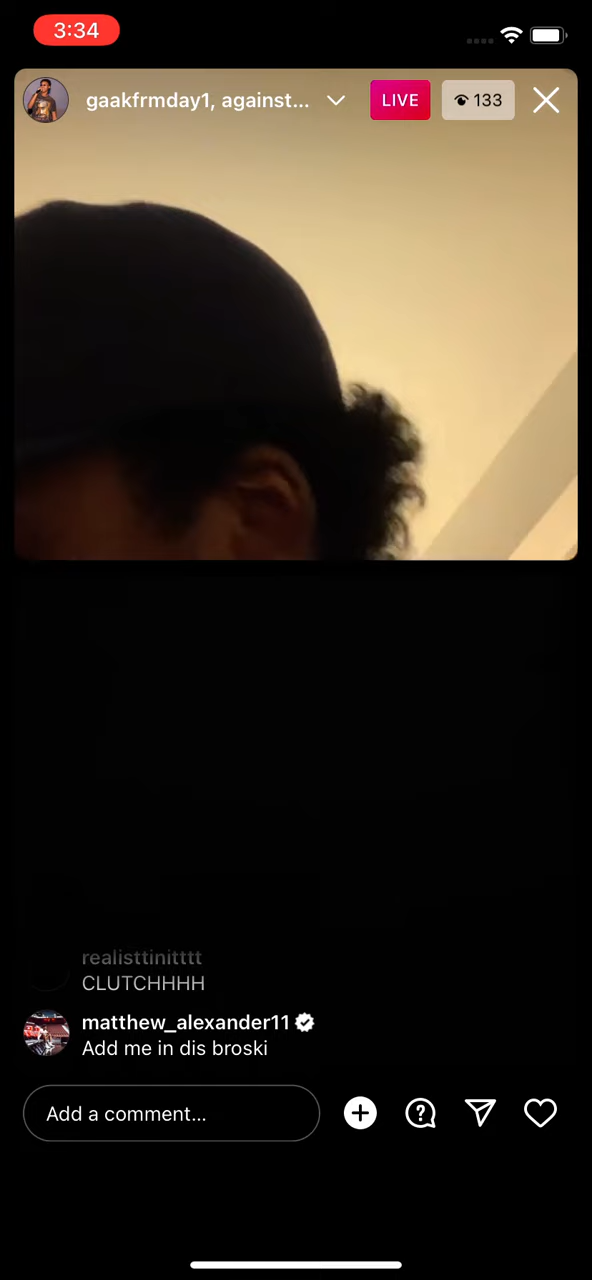 3:34
gaakfrmday1, against...
LIVE
133
realisttinitttt
CLUTCHHHH
matthew_alexander11
Add me in dis broski
Add a comment...